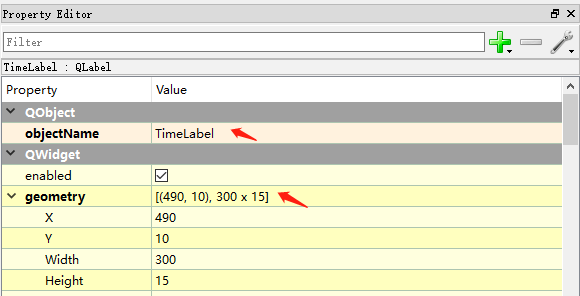 Property Editor
Filter
TimeLabel : QLabel
Property Value
QObject
objectName TimeLabel
QWidget
enabled
geometry [(490, 10), 300 x 15]
X 490
Y 10
Width 300
Height 15